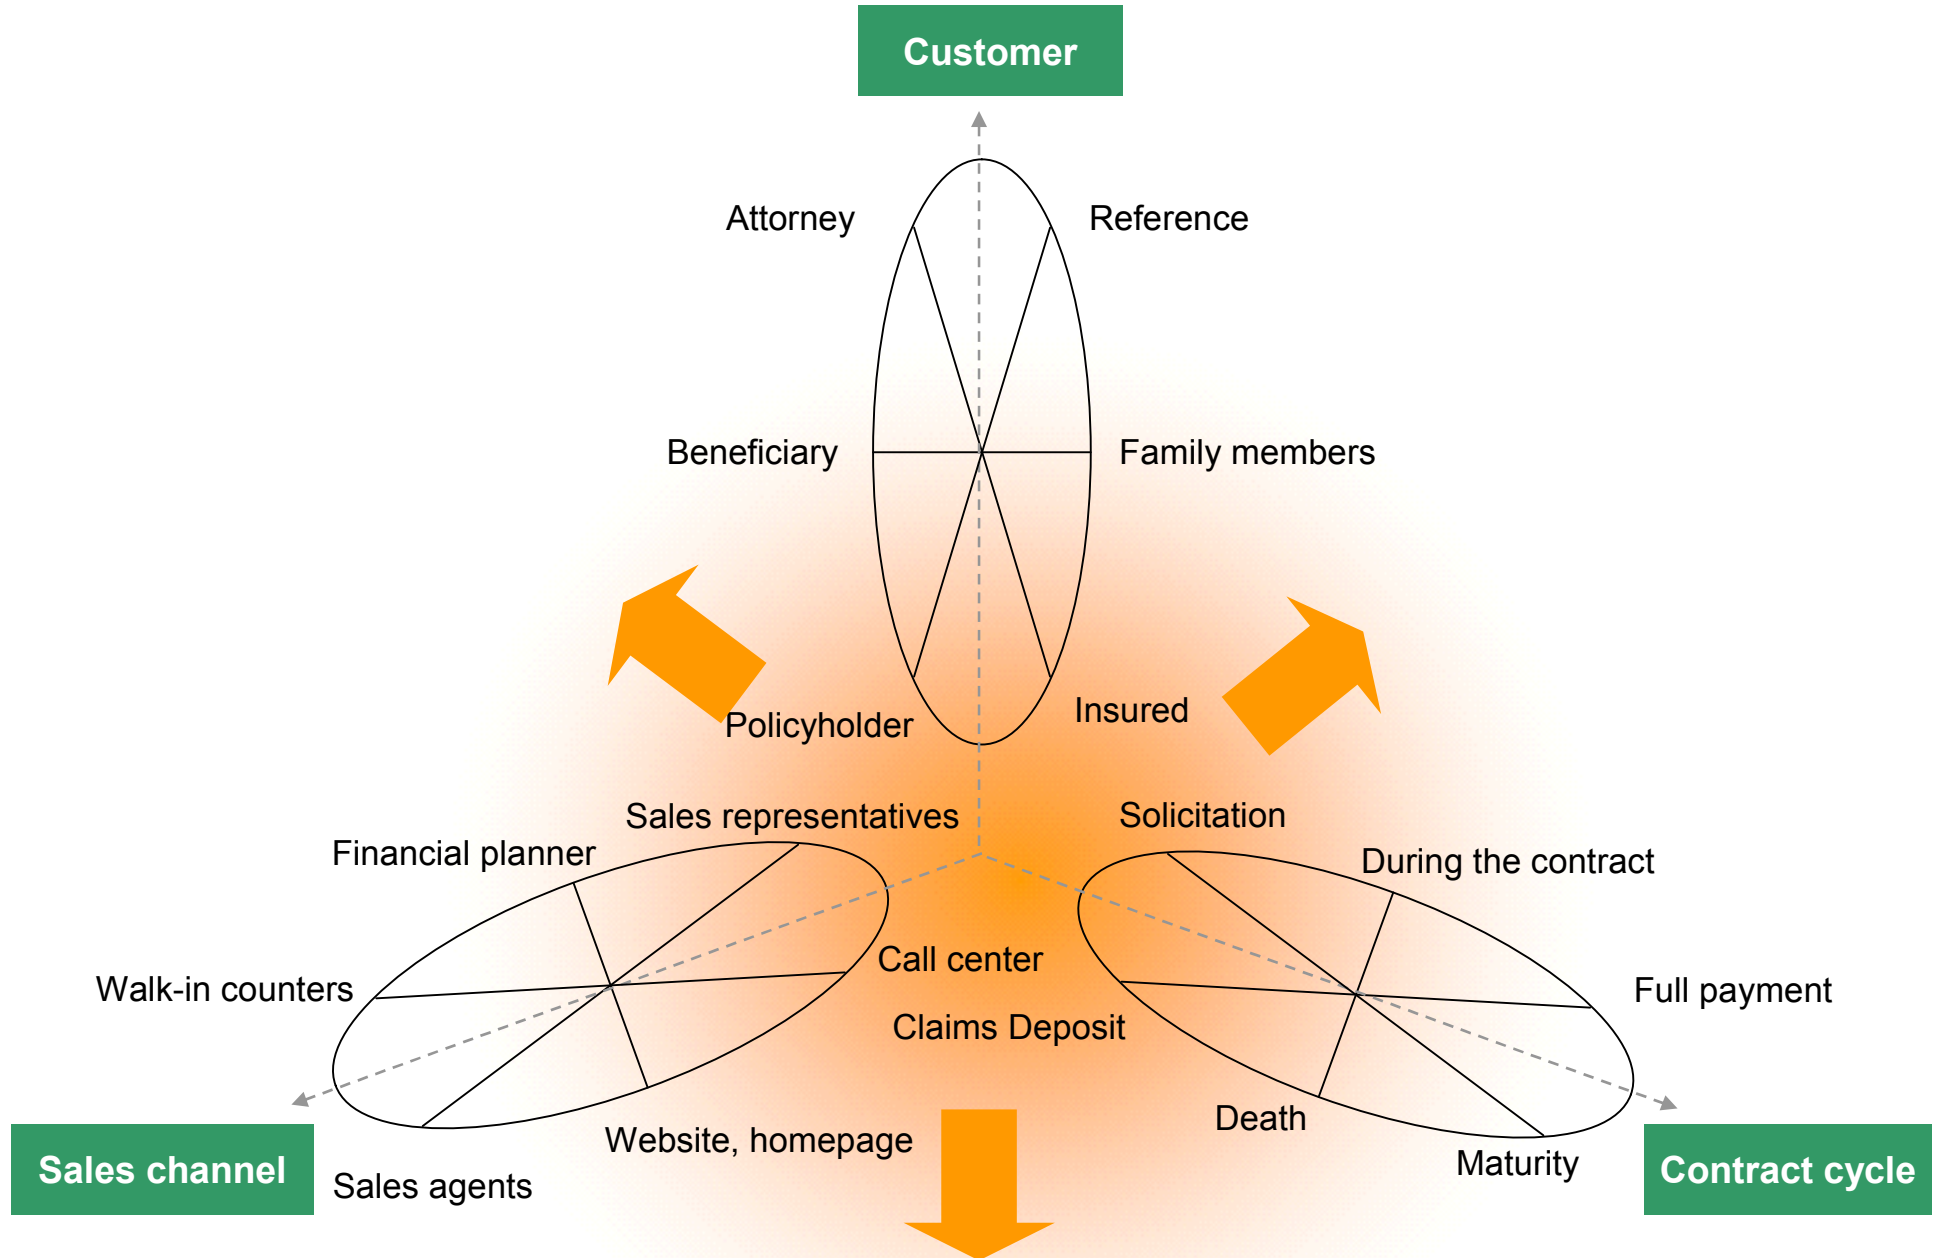 Customer
Attorney
Reference
Beneficiary
Family members
Policyholder
Insured
Sales representatives
Solicitation
Financial planner
During the contract
Call center
Walk-in counters
Full payment
Claims Deposit
Death
Website, homepage
Maturity
Sales channel
Contract cycle
Sales agents